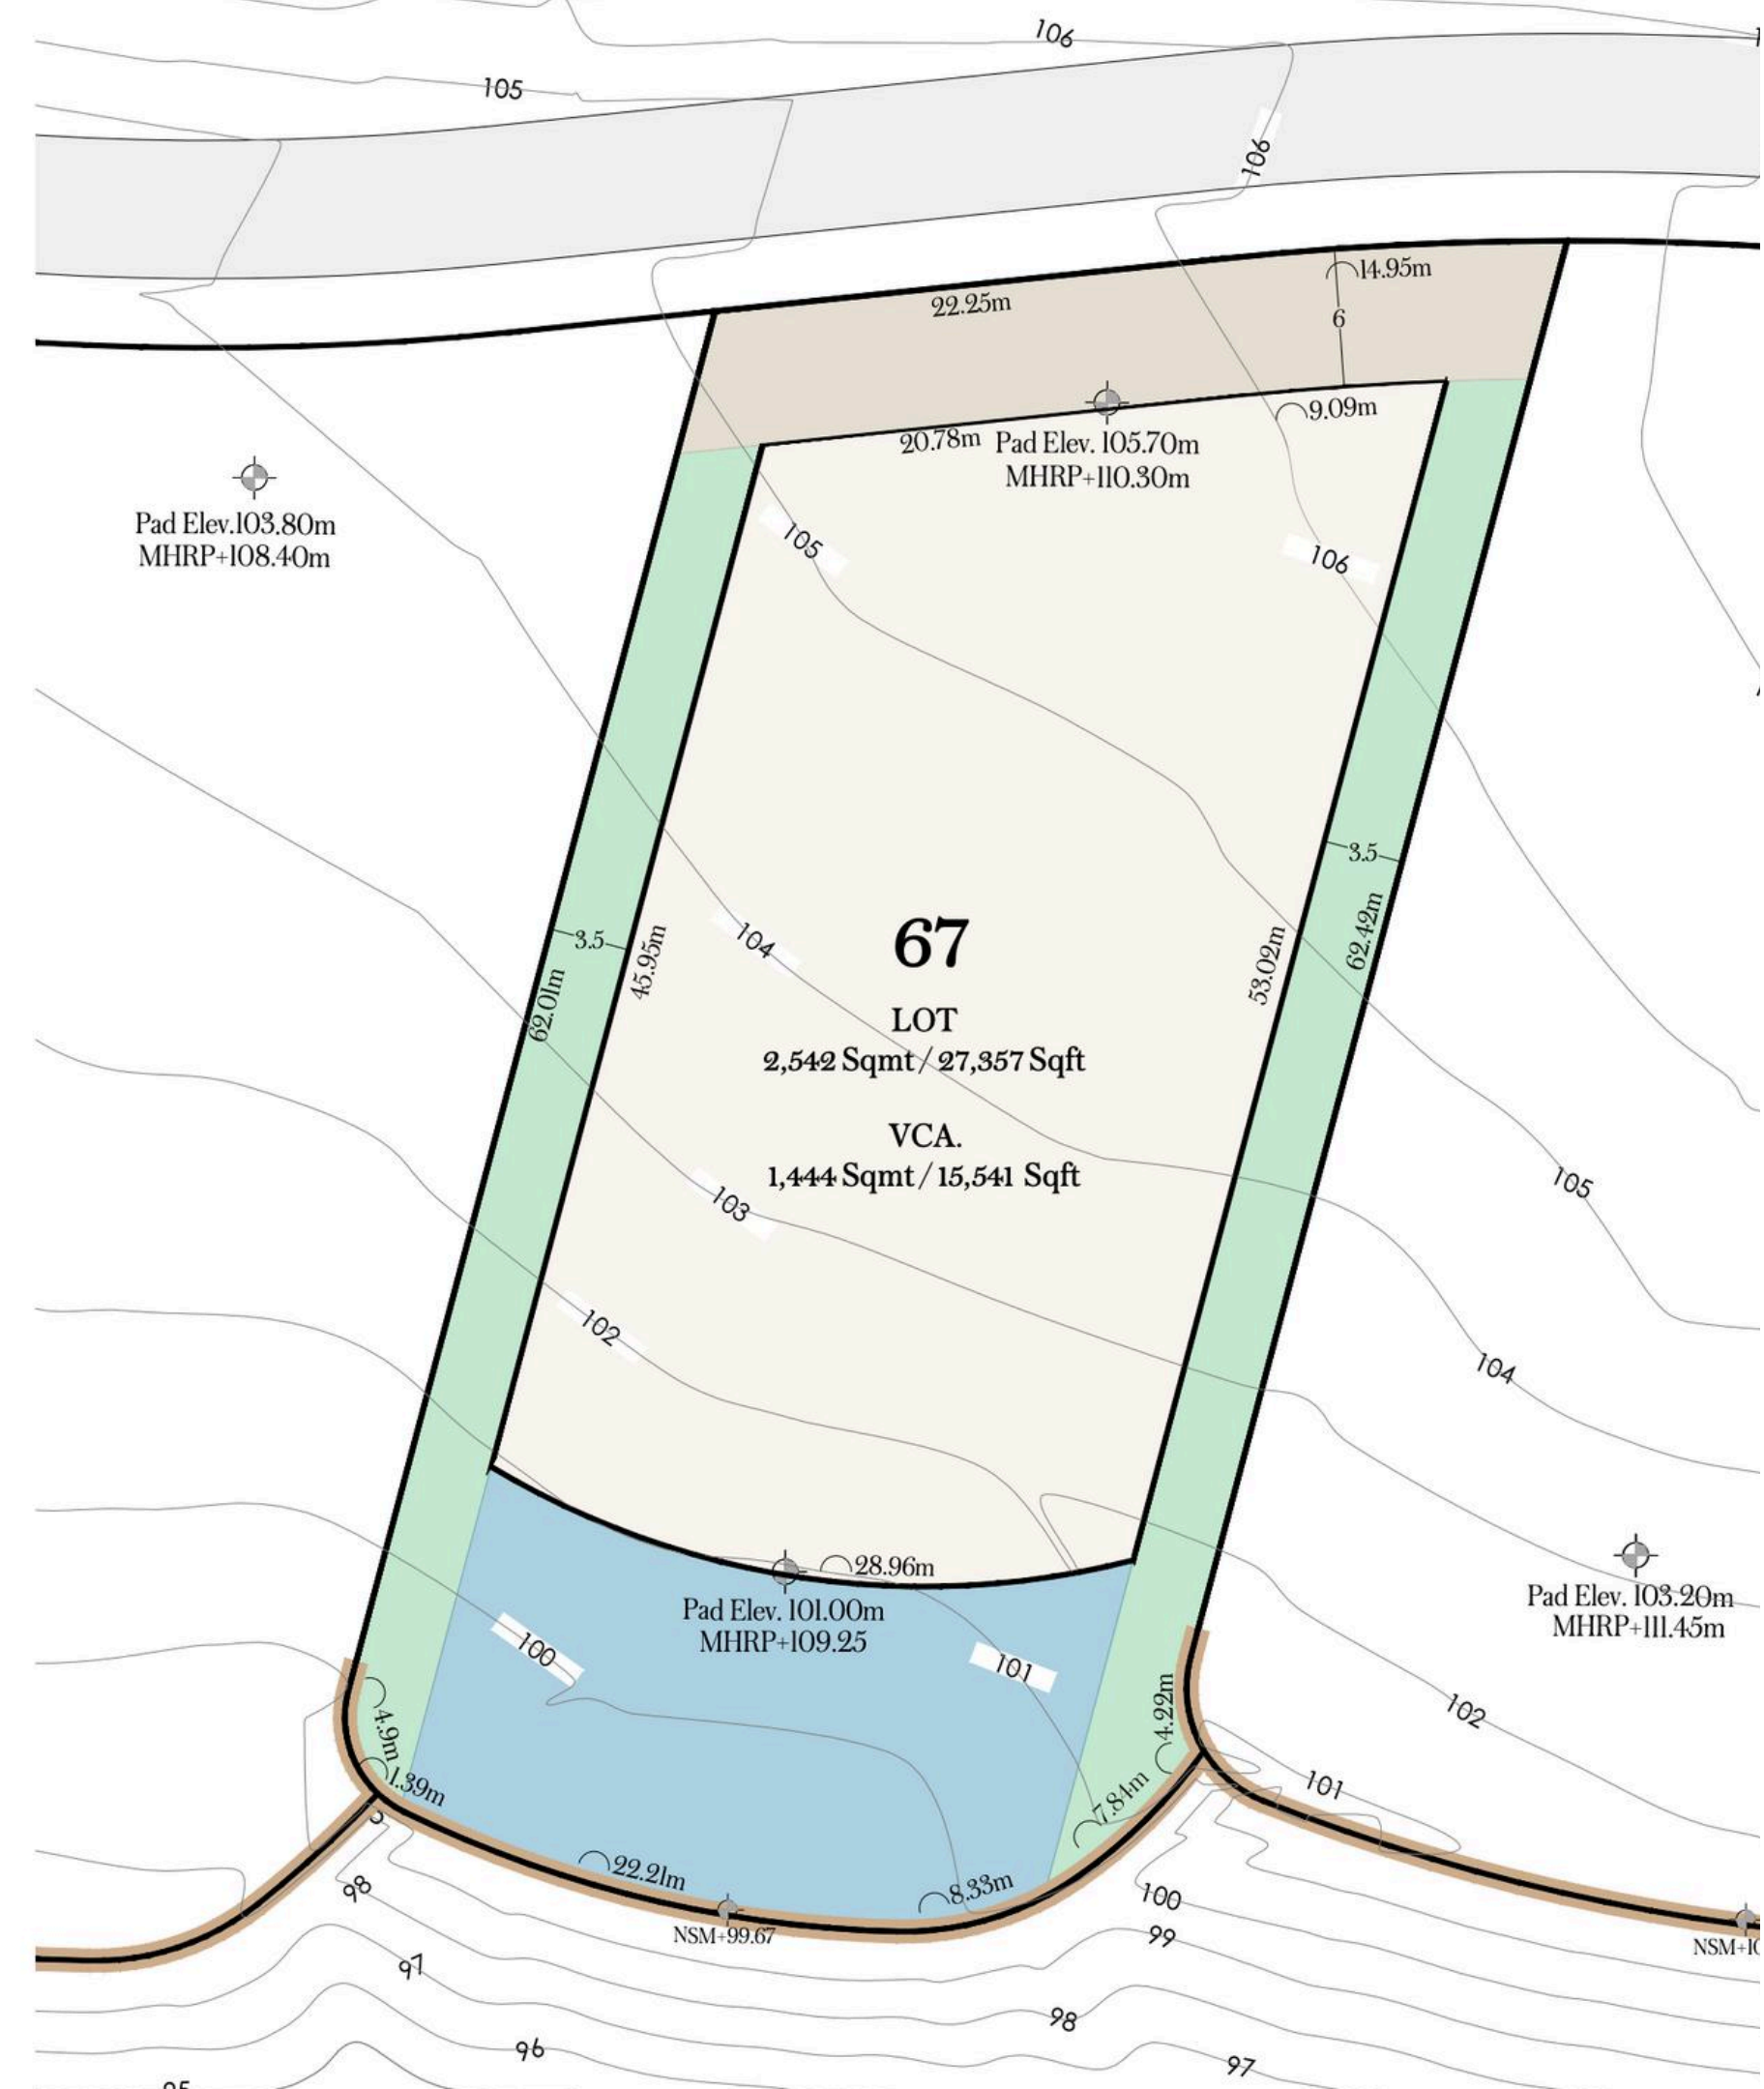 106
105
106
14.95m
22.25m
6
9.09m
20.78m
Pad Elev. 105.70m
MHRP+110.30m
Pad Elev.103.80m
MHRP+108.40m
105
106
3.5
3.5
62.01m
45.95m
104
67
53.02m
62.42m
LOT
2,542 Sqmt / 27,357 Sqft
VCA.
1,444 Sqmt / 15,541 Sqft
103
105
102
104
28.96m
Pad Elev. 101.00m
MHRP+109.25
Pad Elev. 103.20m
MHRP+111.45m
100
101
4.9m
1.39m
4.22m
7.84m
102
101
22.21m
8.33m
NSM+99.67
98
100
99
97
98
96
97